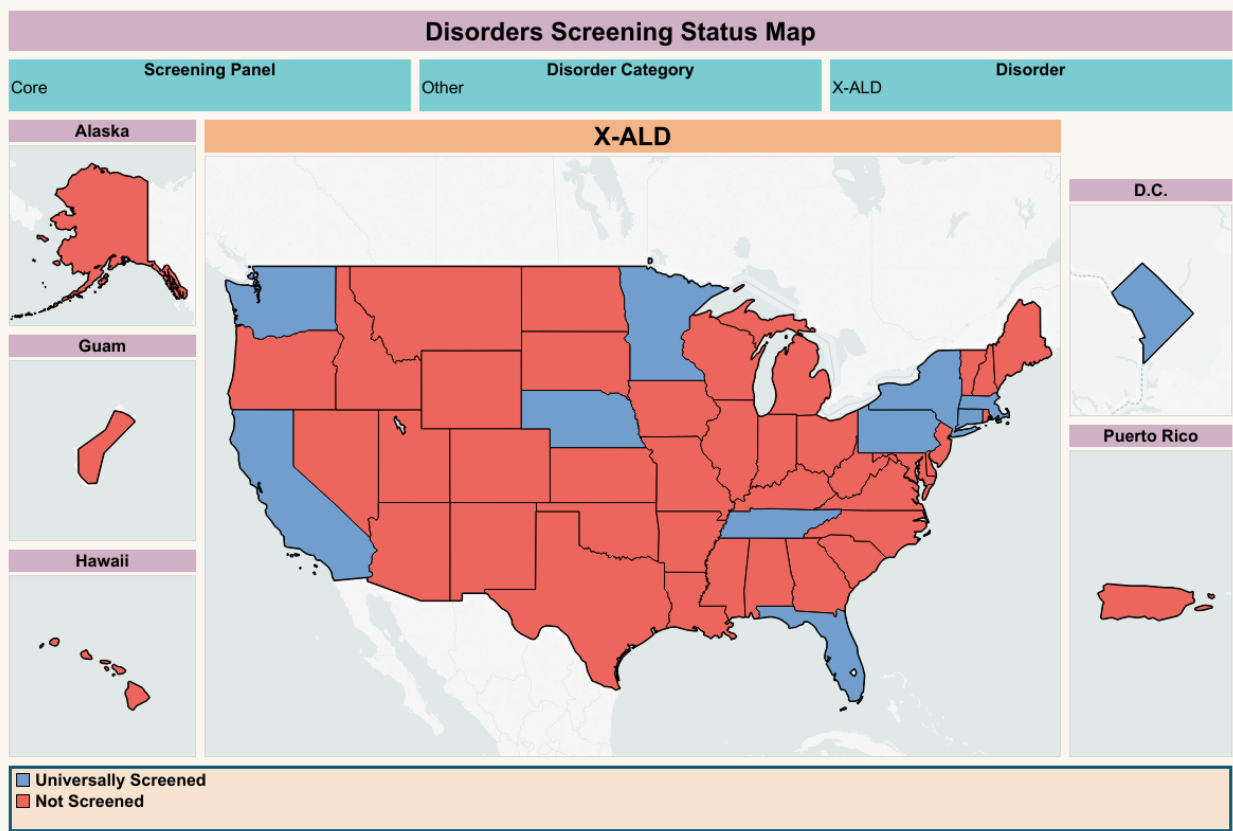 Disorders Screening Status Map
Screening Panel
Core
Disorder Category
Other
Disorder
X-ALD
Alaska
X-ALD
D.C.
Guam
Puerto Rico
Hawaii
Universally Screened
Not Screened